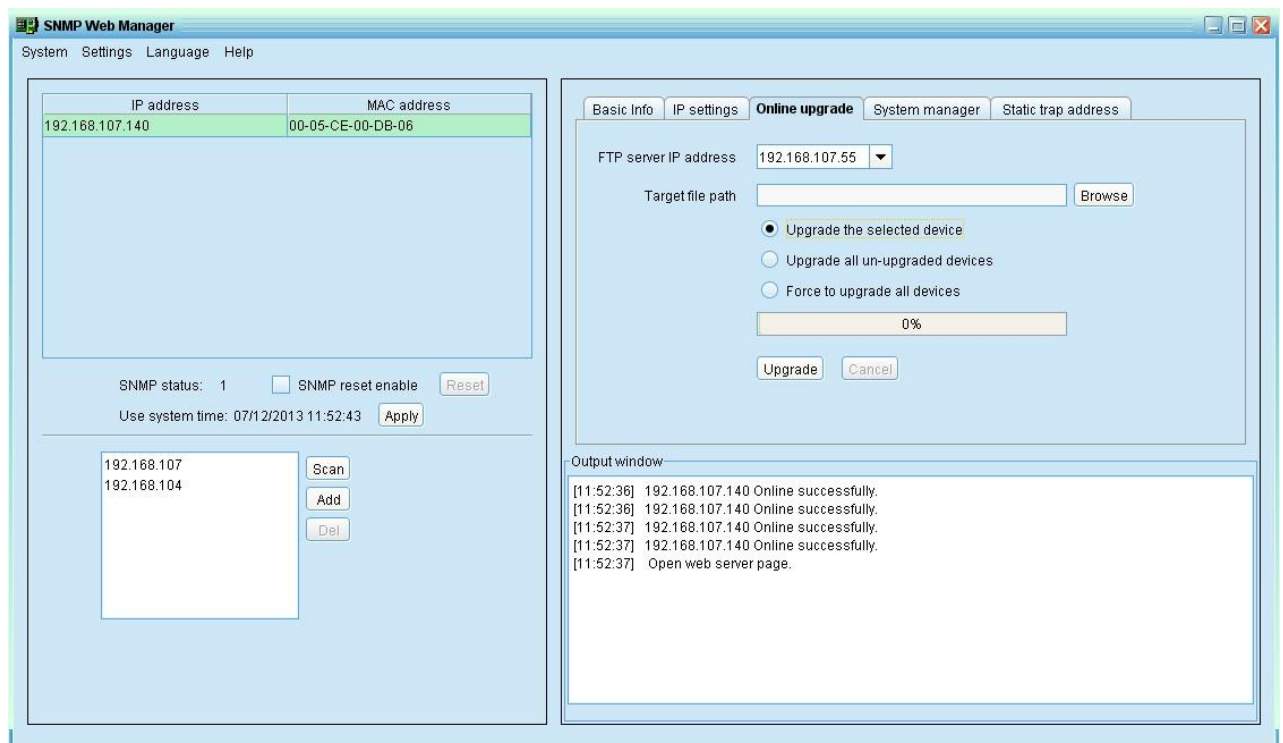 SNMP Web Manager
System Settings Language Help
IP address MAC address
192.168.107.140 00-05-CE-00-DB-06
SNMP status: 1 SNMP reset enable Reset
Use system time: 07/12/2013 11:52:43 Apply
192.168.107
192.168.104
Scan
Add
Del
Basic Info IP settings Online upgrade System manager Static trap address
FTP server IP address 192.168.107.55
Target file path Browse
Upgrade the selected device
Upgrade all un-upgraded devices
Force to upgrade all devices
0%
Upgrade Cancel
Output window
[11:52:36] 192.168.107.140 Online successfully.
[11:52:36] 192.168.107.140 Online successfully.
[11:52:37] 192.168.107.140 Online successfully.
[11:52:37] 192.168.107.140 Online successfully.
[11:52:37] Open web server page.